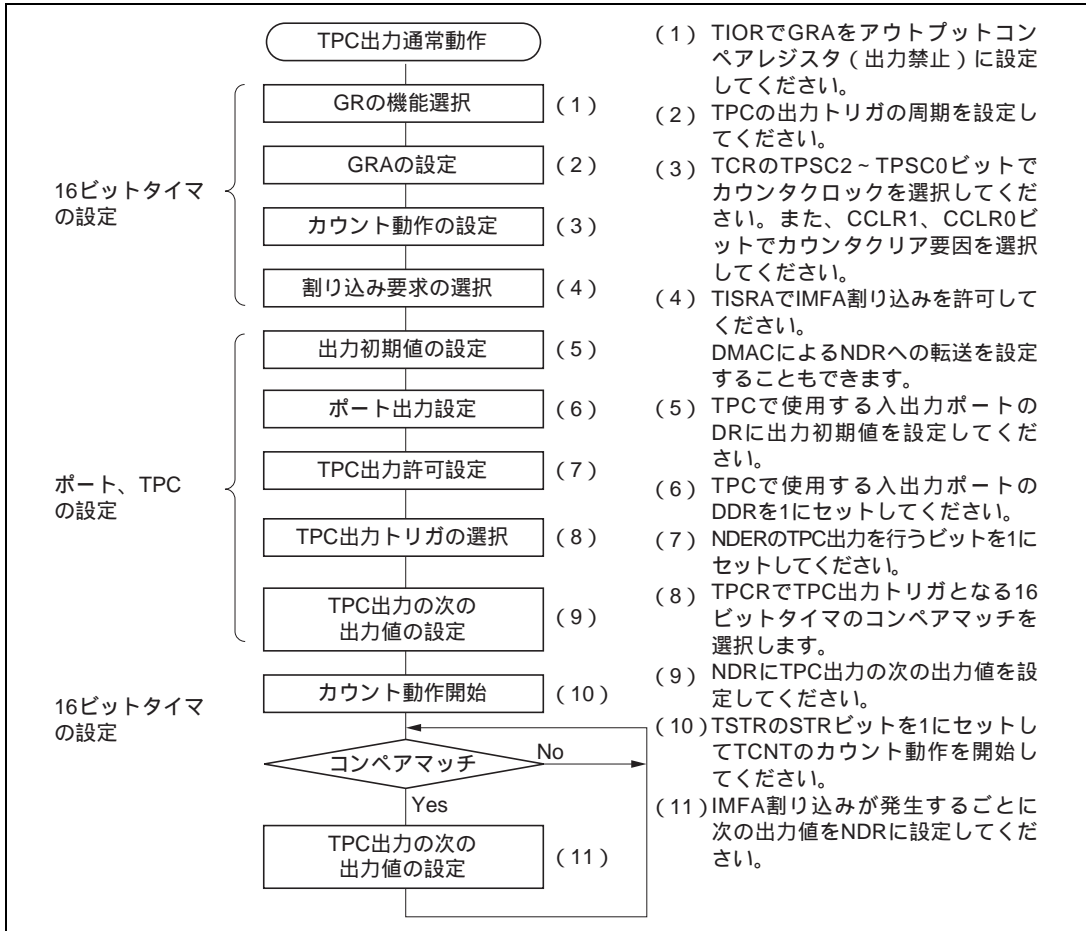 TPC出力通常動作
16ビットタイマ
の設定
GRの機能選択
(1)
GRAの設定
(2)
カウント動作の設定
(3)
割り込み要求の選択
(4)
ポート、TPC
の設定
出力初期値の設定
(5)
ポート出力設定
(6)
TPC出力許可設定
(7)
TPC出力トリガの選択
(8)
TPC出力の次の
出力値の設定
(9)
16ビットタイマ
の設定
カウント動作開始
(10)
コンペアマッチ
No
Yes
TPC出力の次の
出力値の設定
(11)
(1) TIORでGRAをアウトプットコン
ペアレジスタ(出力禁止)に設定
してください。
(2) TPCの出力トリガの周期を設定し
てください。
(3) TCRのTPSC2~TPSC0ビットで
カウンタクロックを選択してくだ
さい。また、CCLR1、CCLR0ビ
ットでカウンタクリア要因を選択
してください。
(4) TISRAでIMFA割り込みを許可して
ください。
DMACによるNDRへの転送を設定
することもできます。
(5) TPCで使用する入出力ポートの
DRに出力初期値を設定してくだ
さい。
(6) TPCで使用する入出力ポートの
DDRを1にセットしてください。
(7) NDERのTPC出力を行うビットを1に
セットしてください。
(8) TPCRでTPC出力トリガとなる16
ビットタイマのコンペアマッチを
選択します。
(9) NDRにTPC出力の次の出力値を設
定してください。
(10)TSTRのSTRビットを1にセットし
てTCNTのカウント動作を開始し
てください。
(11)IMFA割り込みが発生するごとに
次の出力値をNDRに設定してくだ
さい。